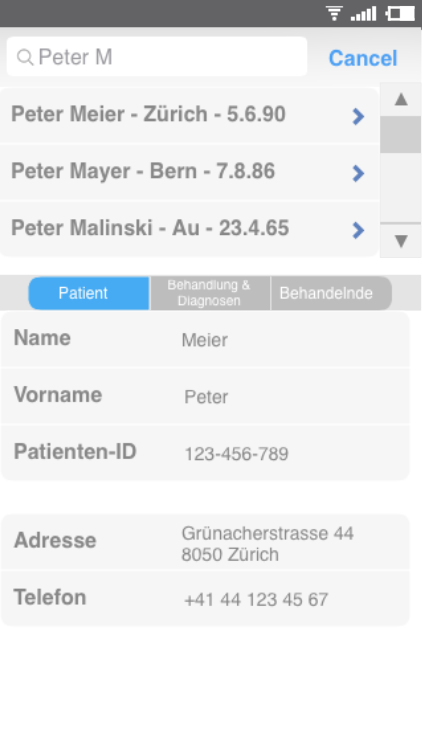 Peter M
Cancel
Peter Meier - Zürich - 5.6.90
Peter Mayer - Bern - 7.8.86
Peter Malinski - Au - 23.4.65
Patient
Behandlung &
Diagnosen
Behandelnde
Name
Meier
Vorname
Peter
Patienten-ID
123-456-789
Adresse
Grünacherstrasse 44
8050 Zürich
Telefon
+41 44 123 45 67